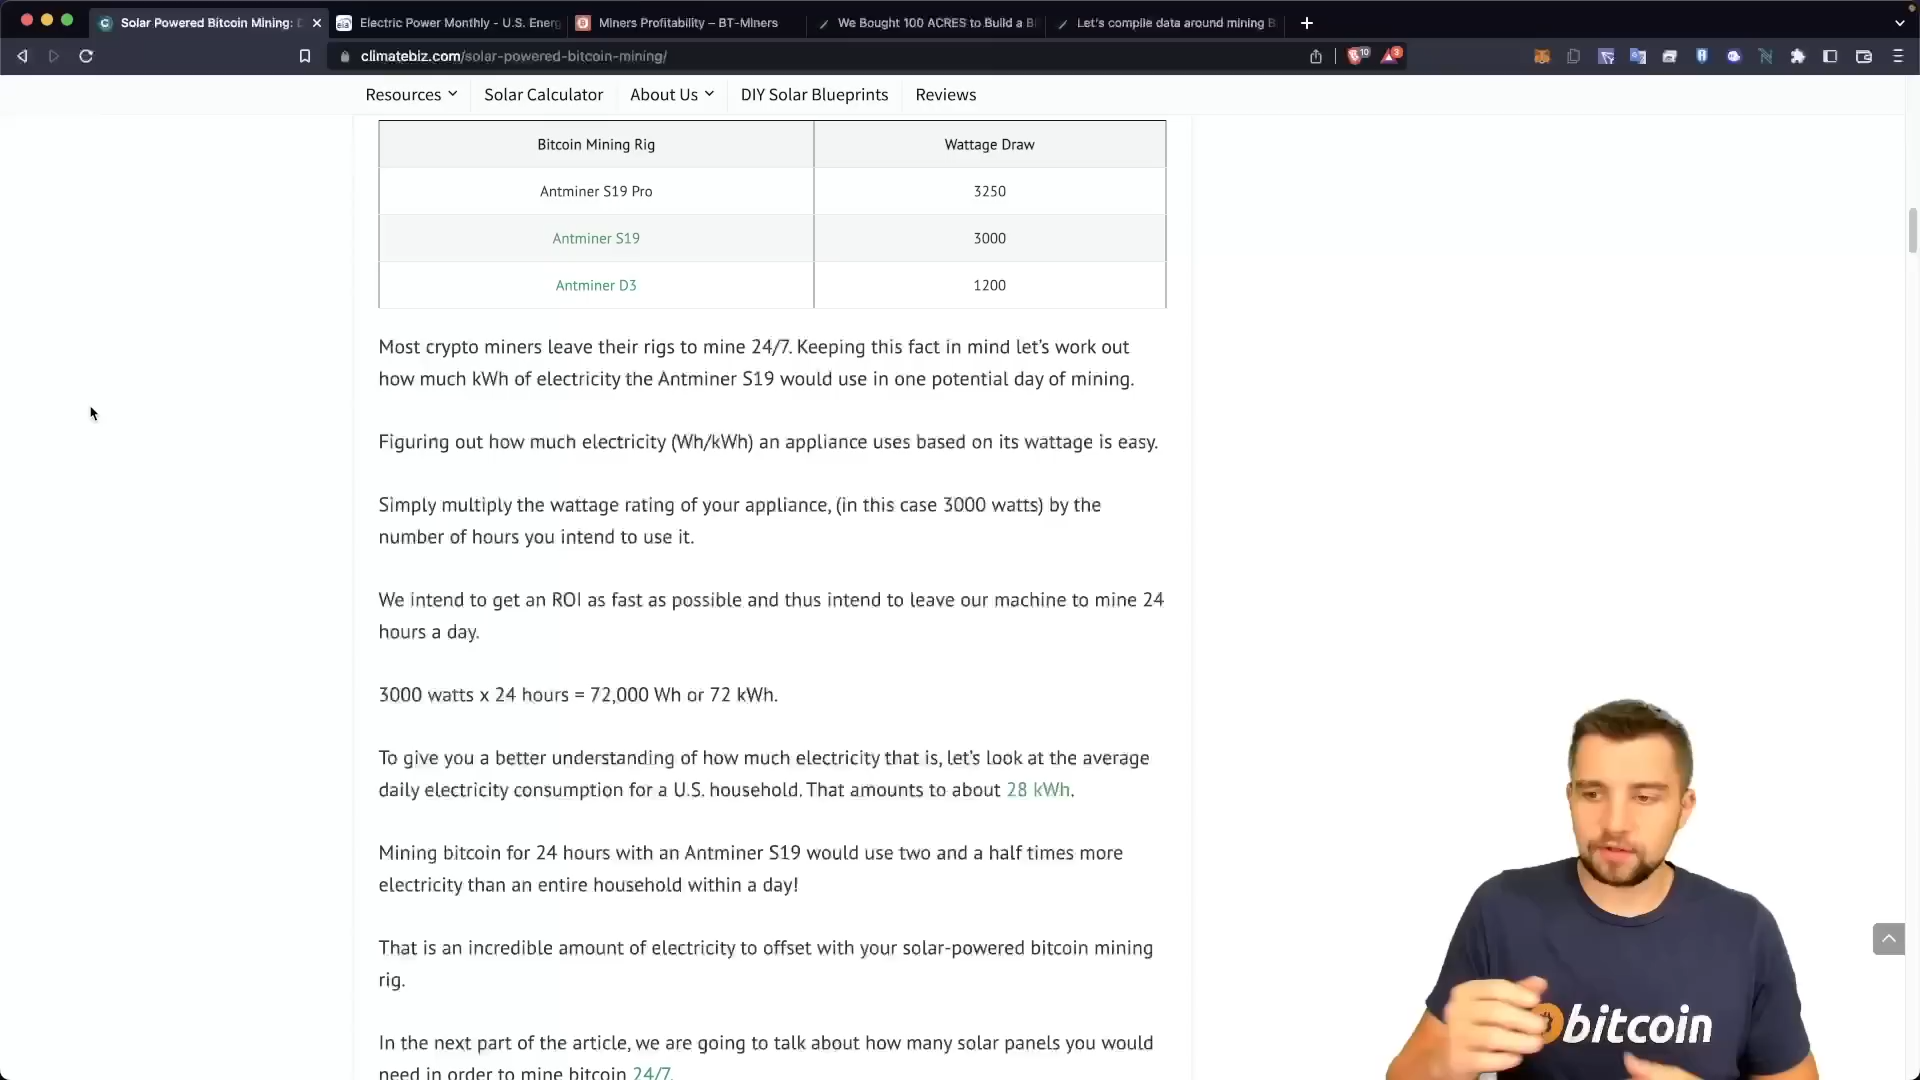 Solar Powered Bitcoin Mining:
Electric Power Monthly - U.S. Energ
Miners Profitability – BT-Miners
We Bought 100 ACRES to Build a Bi
Let's compile data around mining B
climatebiz.com/solar-powered-bitcoin-mining/
10
3
Resources
Solar Calculator
About Us
DIY Solar Blueprints
Reviews
Bitcoin Mining Rig Wattage Draw
Antminer S19 Pro 3250
Antminer S19 3000
Antminer D3 1200
Most crypto miners leave their rigs to mine 24/7. Keeping this fact in mind let's work out
how much kWh of electricity the Antminer S19 would use in one potential day of mining.
Figuring out how much electricity (Wh/kWh) an appliance uses based on its wattage is easy.
Simply multiply the wattage rating of your appliance, (in this case 3000 watts) by the
number of hours you intend to use it.
We intend to get an ROI as fast as possible and thus intend to leave our machine to mine 24
hours a day.
3000 watts x 24 hours = 72,000 Wh or 72 kWh.
To give you a better understanding of how much electricity that is, let's look at the average
daily electricity consumption for a U.S. household. That amounts to about 28 kWh.
Mining bitcoin for 24 hours with an Antminer S19 would use two and a half times more
electricity than an entire household within a day!
That is an incredible amount of electricity to offset with your solar-powered bitcoin mining
rig.
In the next part of the article, we are going to talk about how many solar panels you would
need in order to mine bitcoin 24/7.
bitcoin